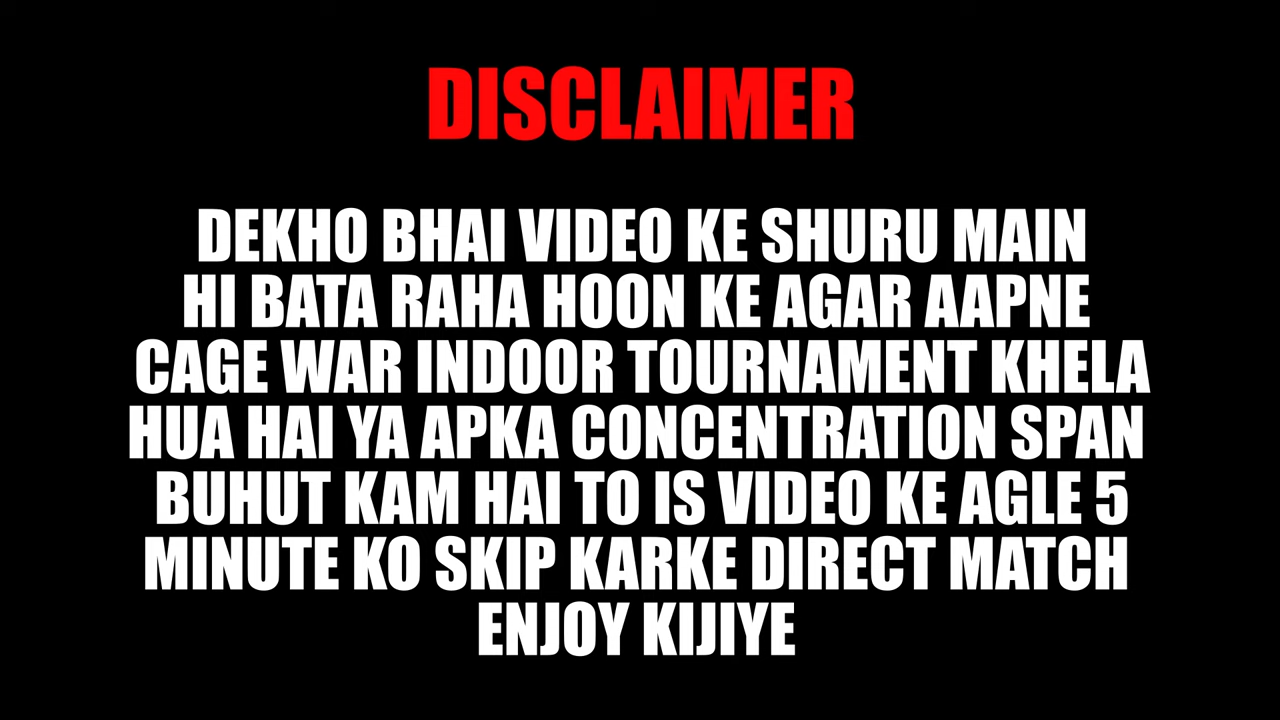 DISCLAIMER
DEKHO BHAI VIDEO KE SHURU MAIN
HI BATA RAHA HOON KE AGAR AAPNE
CAGE WAR INDOOR TOURNAMENT KHELA
HUA HAI YA APKA CONCENTRATION SPAN
BUHUT KAM HAI TO IS VIDEO KE AGLE 5
MINUTE KO SKIP KARKE DIRECT MATCH
ENJOY KIJIYE